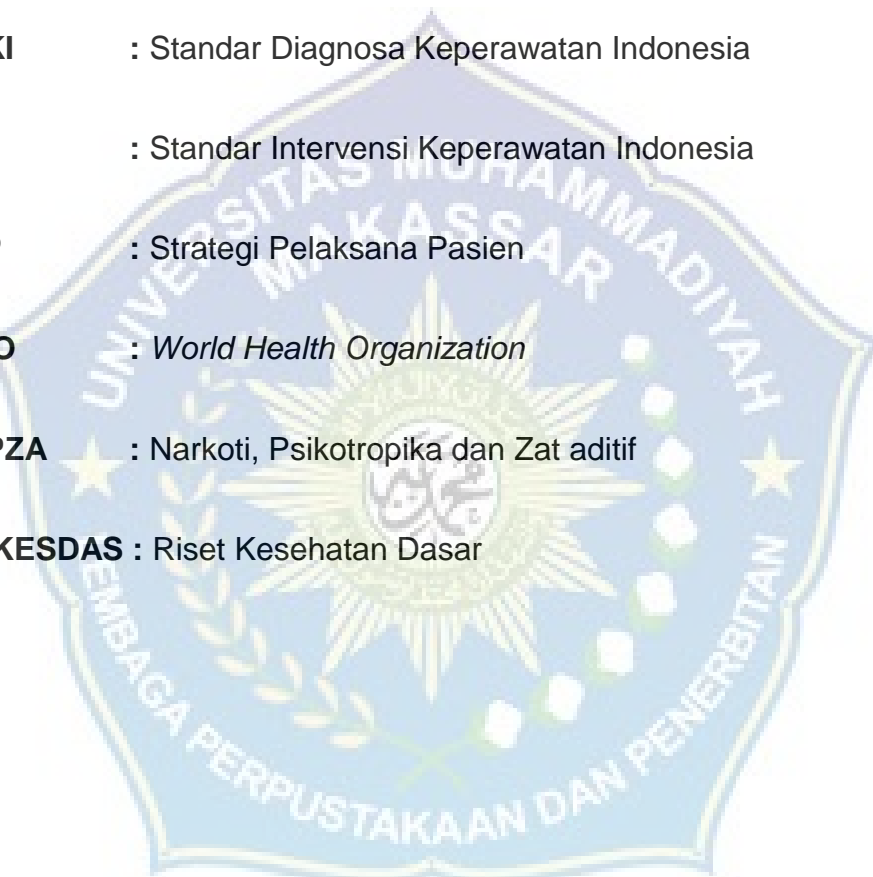 KI : Standar Diagnosa Keperawatan Indonesia
: Standar Intervensi Keperawatan Indonesia
: Strategi Pelaksana Pasien
O : World Health Organization
PZA : Narkoti, Psikotropika dan Zat aditif
KESDAS : Riset Kesehatan Dasar
UNIVERSITAS MUHAMMADIYAH
MAKASSAR
LEMBAGA PERPUSTAKAAN DAN PENERBITAN